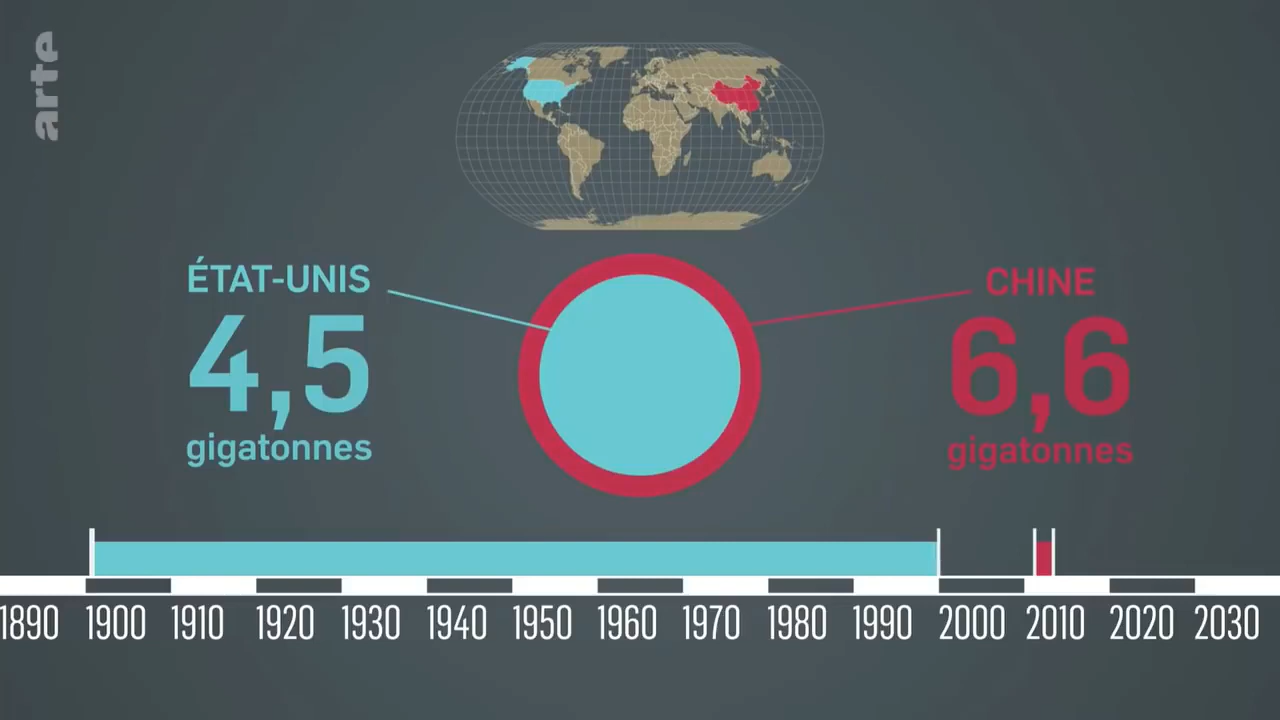 arte
ÉTAT-UNIS
4,5
gigatonnes
CHINE
6,6
gigatonnes
1890 1900 1910 1920 1930 1940 1950 1960 1970 1980 1990 2000 2010 2020 2030